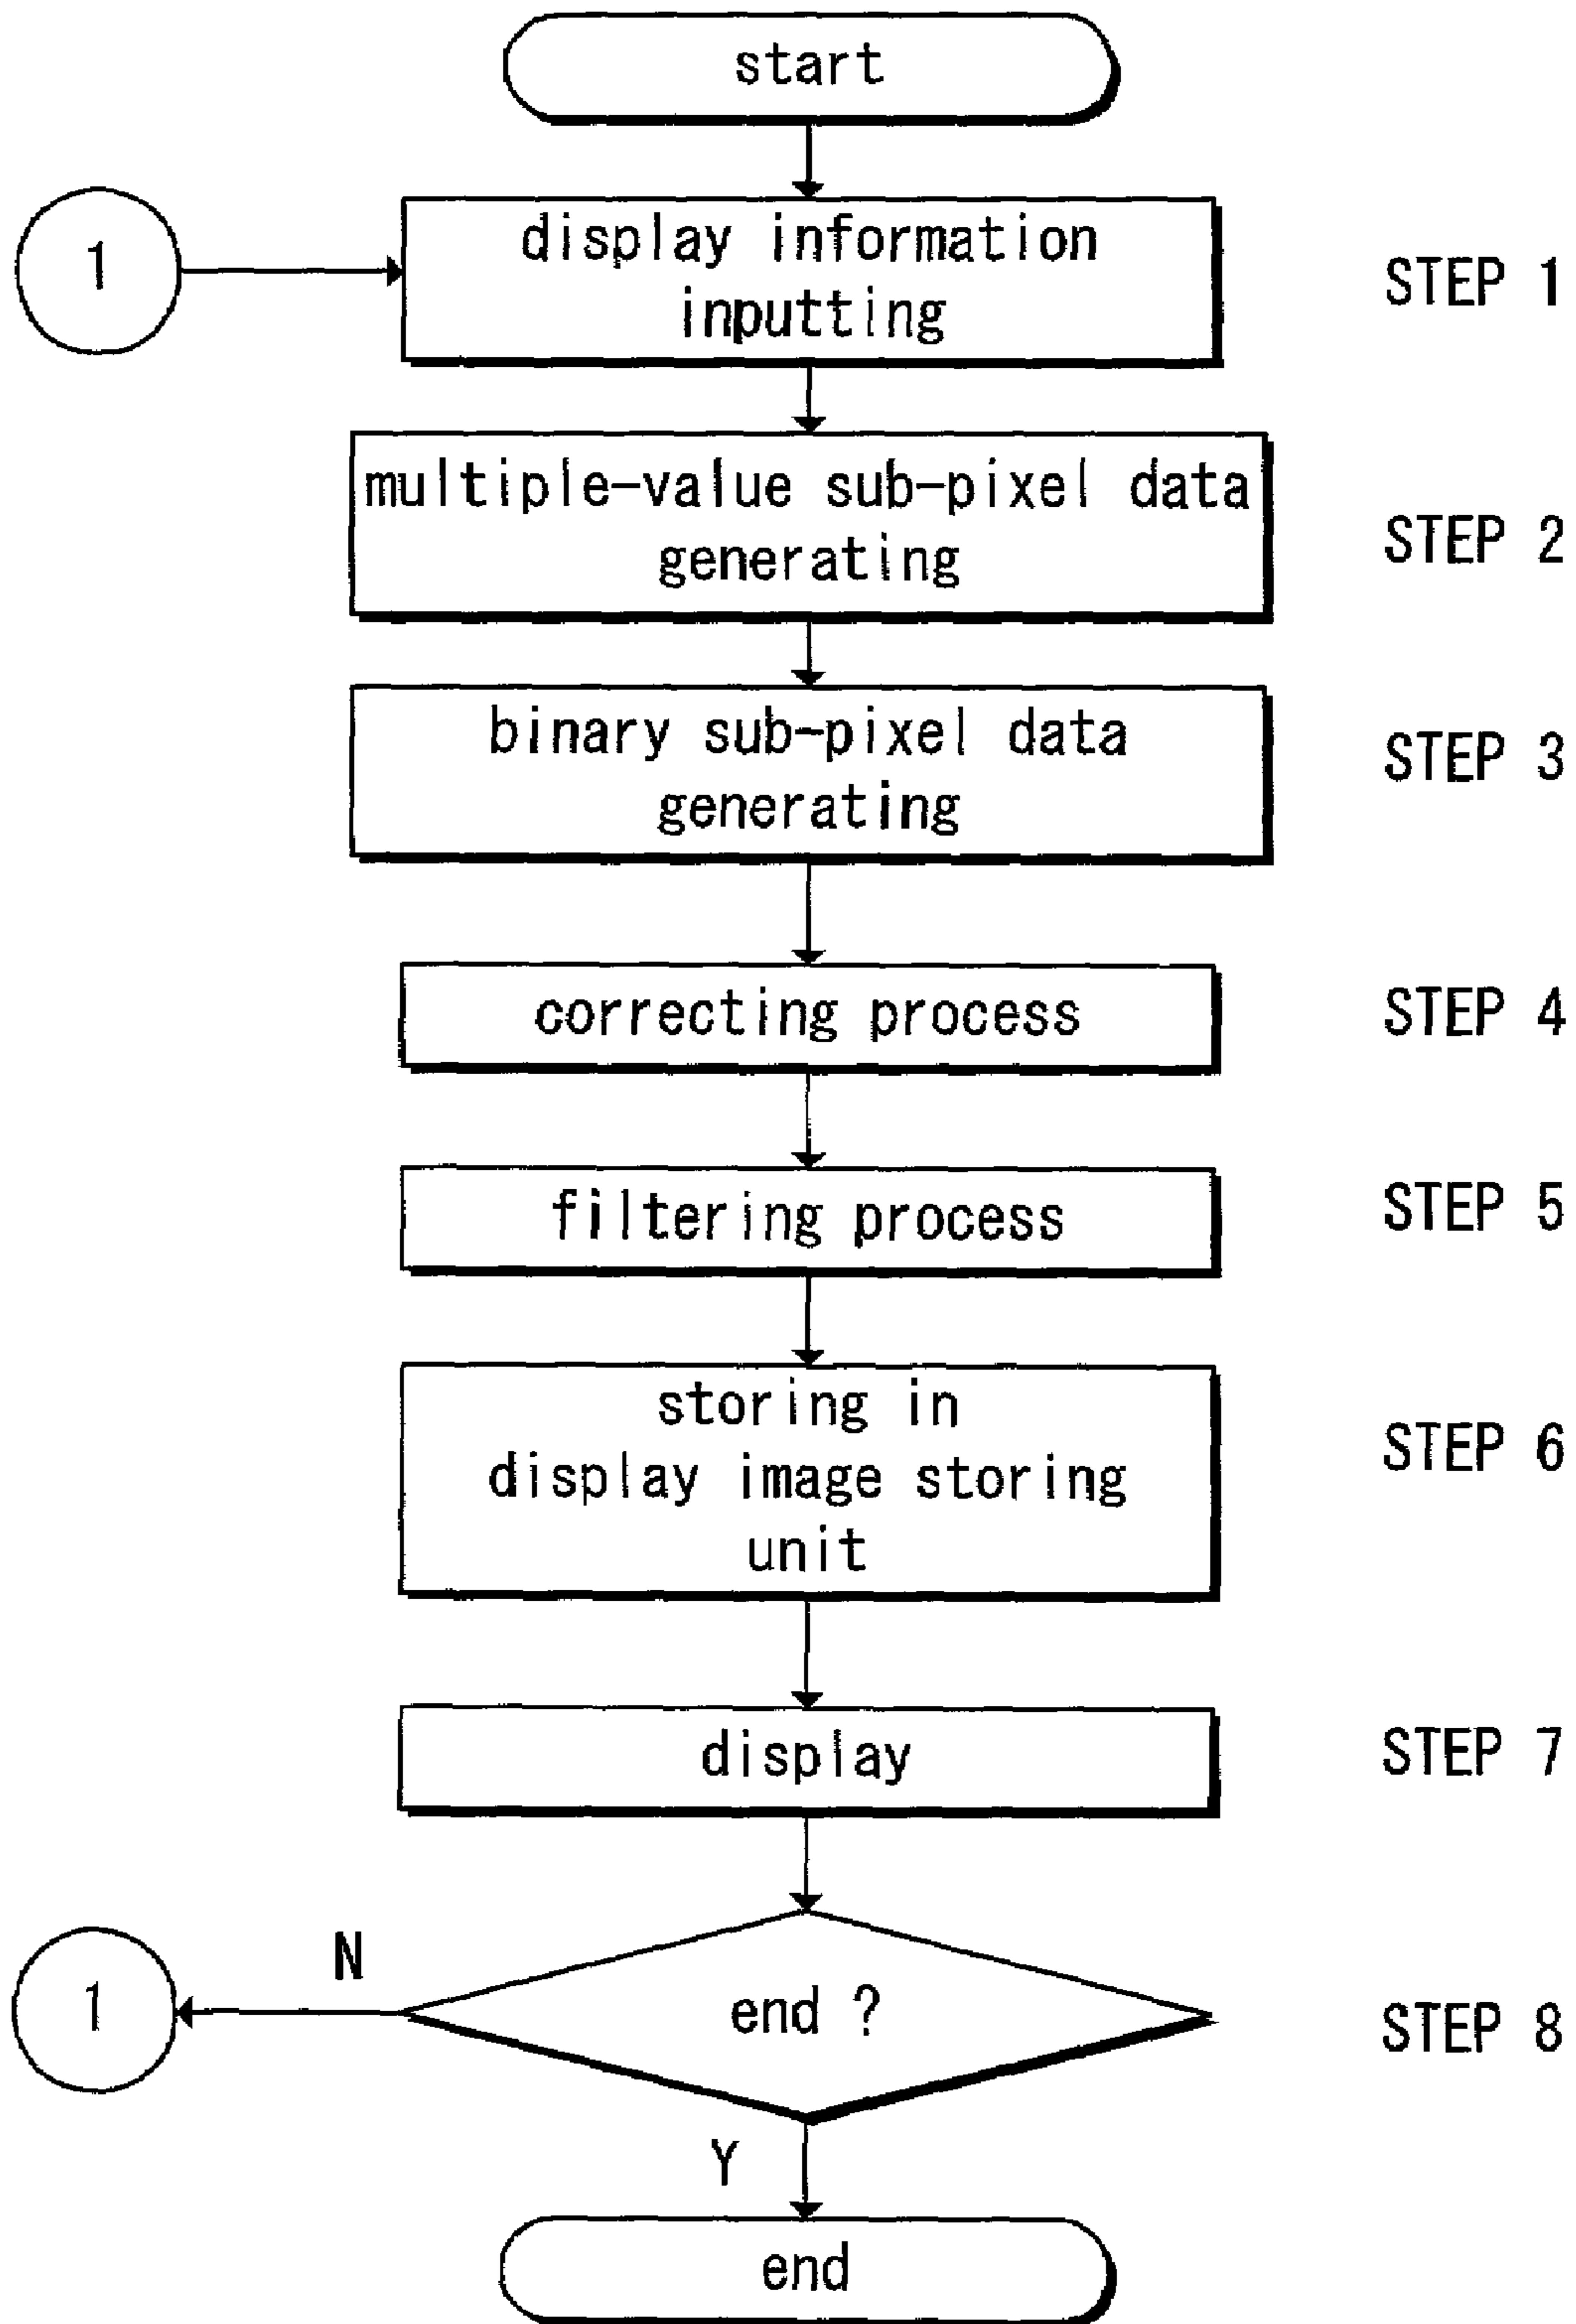 start
1
display information
inputting
STEP 1
multiple-value sub-pixel data
generating
STEP 2
binary sub-pixel data
generating
STEP 3
correcting process
STEP 4
filtering process
STEP 5
storing in
display image storing
unit
STEP 6
display
STEP 7
N
1
end ?
STEP 8
Y
end